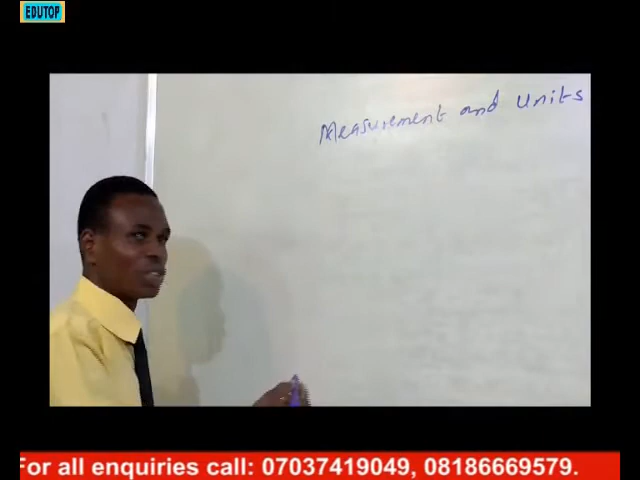 EDUTOP
Measurement and Units
For all enquiries call: 07037419049, 08186669579.